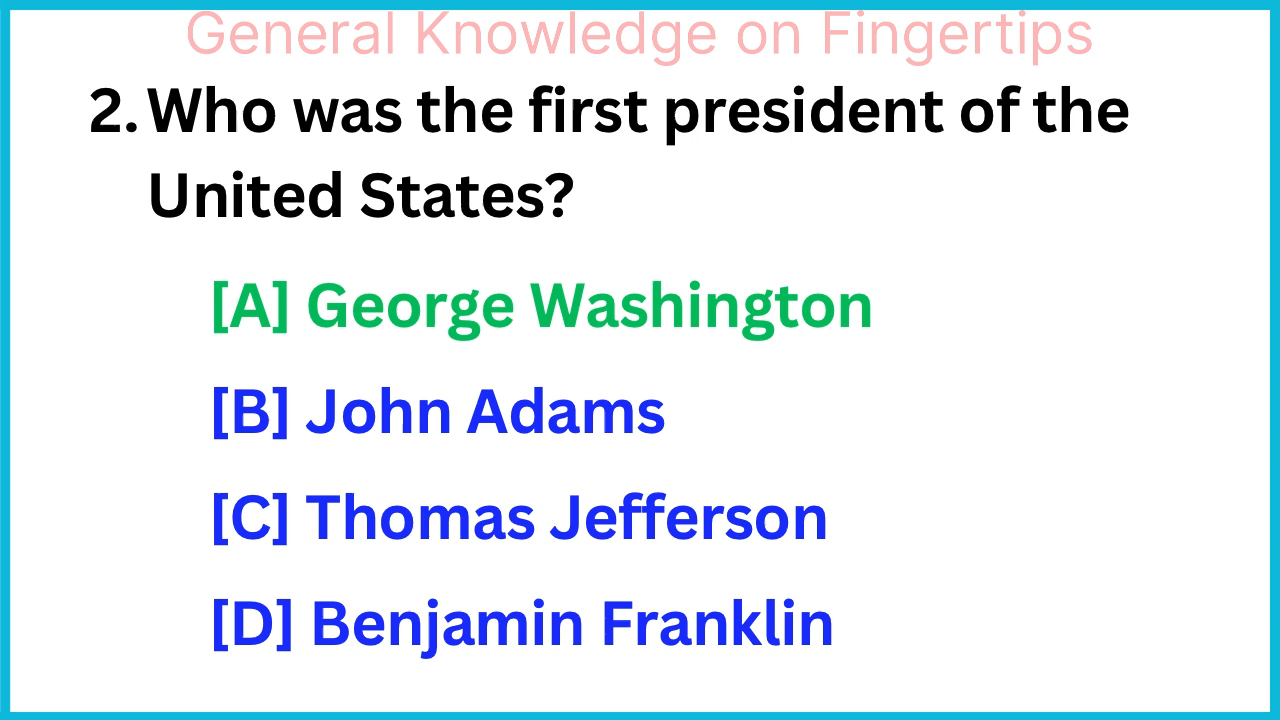 General Knowledge on Fingertips
2. Who was the first president of the
United States?
[A] George Washington
[B] John Adams
[C] Thomas Jefferson
[D] Benjamin Franklin